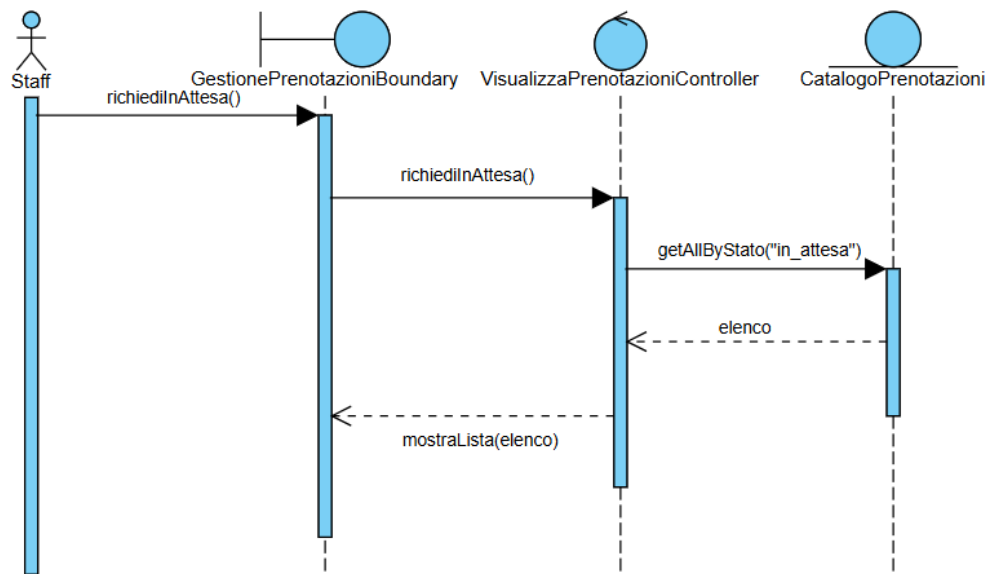 Staff
GestionePrenotazioniBoundary
VisualizzaPrenotazioniController
CatalogoPrenotazioni
richiediInAttesa()
richiediInAttesa()
getAllByStato("in_attesa")
elenco
mostraLista(elenco)